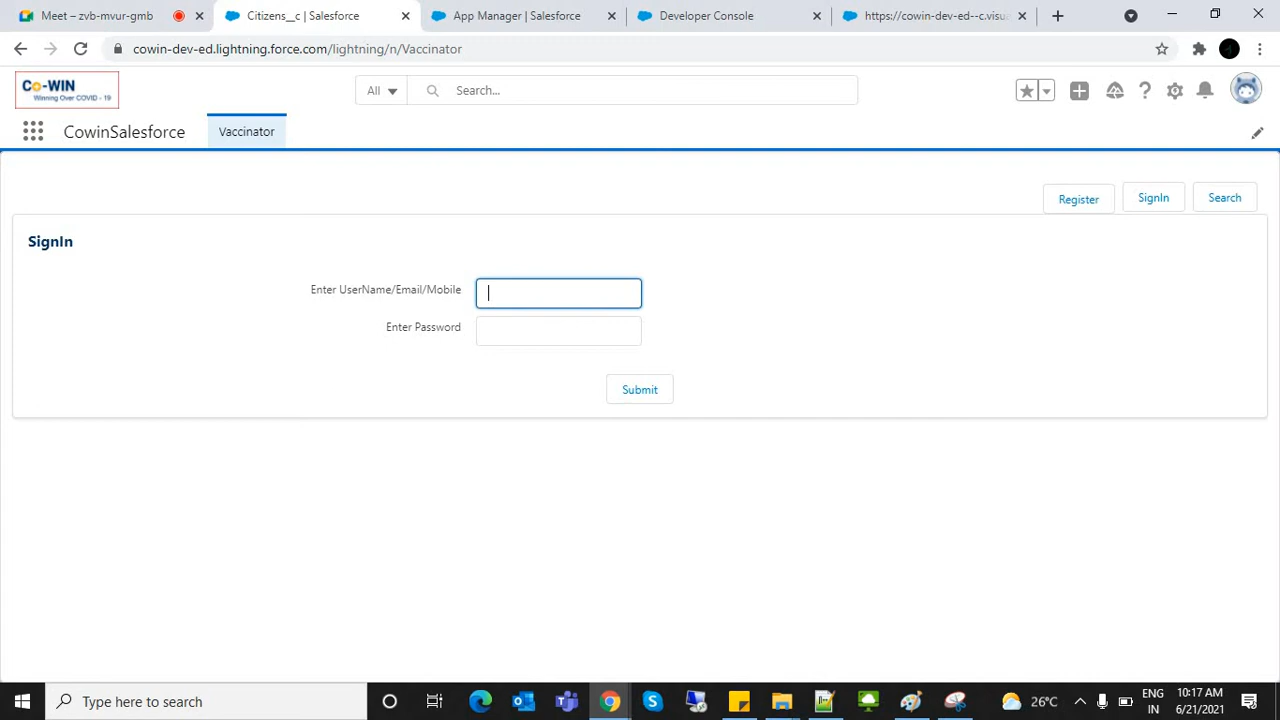 Meet – zvb-mvur-gmb
Citizens__c | Salesforce
App Manager | Salesforce
Developer Console
https://cowin-dev-ed--c.visue
cowin-dev-ed.lightning.force.com/lightning/n/Vaccinator
Co-WIN
Winning Over COVID - 19
All
Search...
CowinSalesforce
Vaccinator
Register
SignIn
Search
SignIn
Enter UserName/Email/Mobile
Enter Password
Submit
Type here to search
26°C
ENG
IN
10:17 AM
6/21/2021